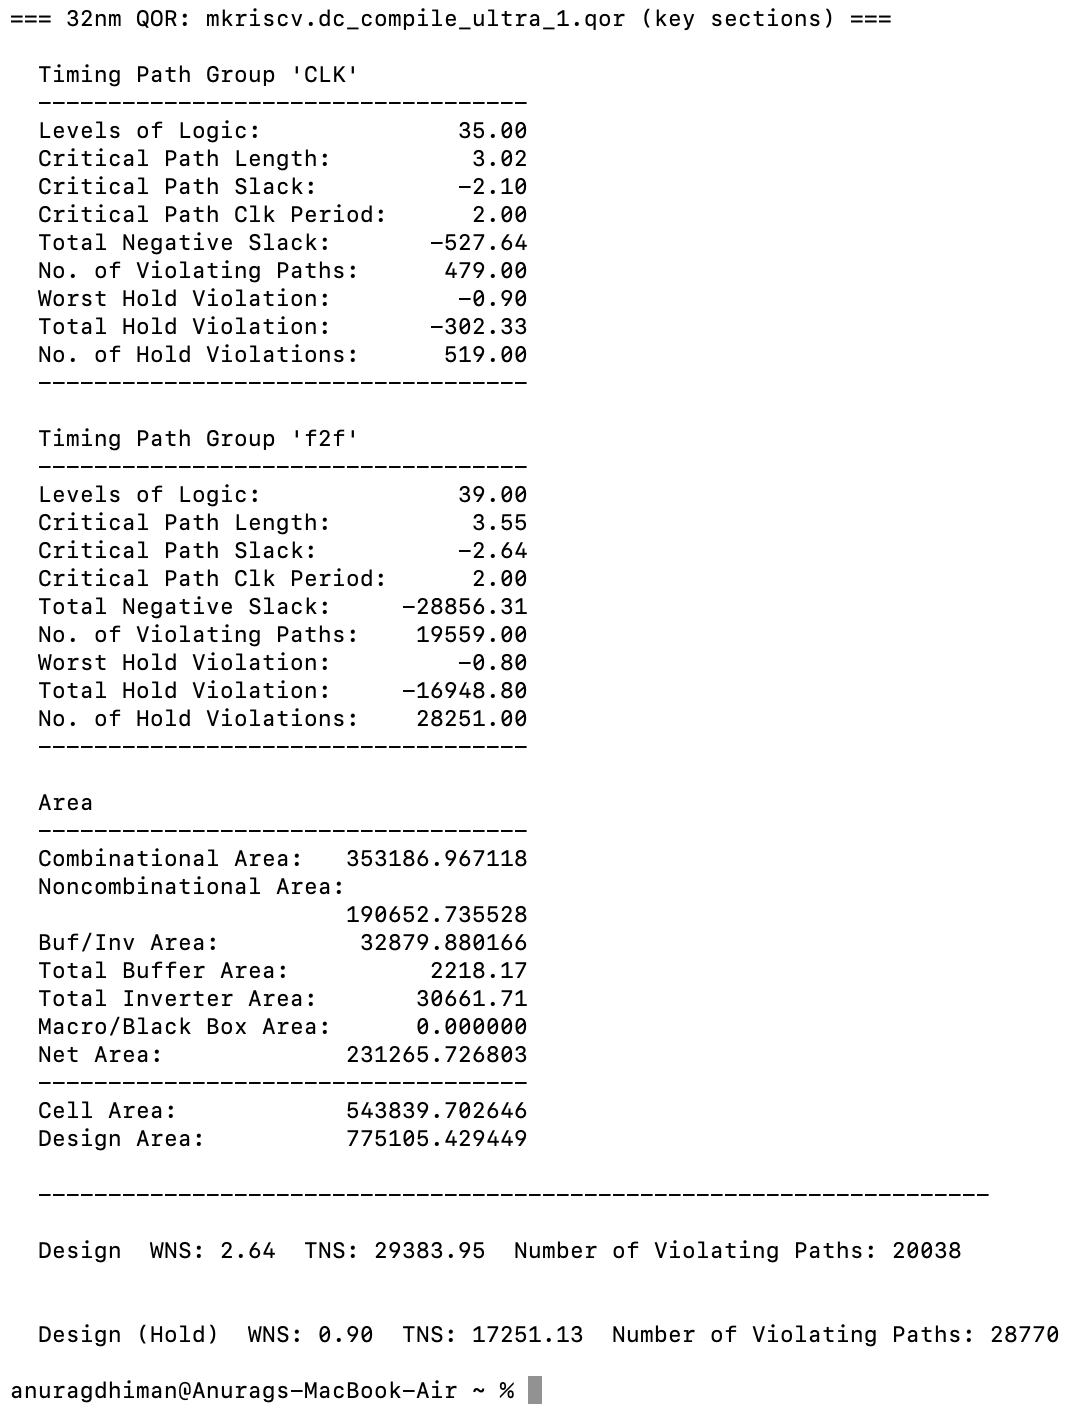 === 32nm QOR: mkriscv.dc_compile_ultra_1.qor (key sections) ===
Timing Path Group 'CLK'
-----------------------------------
Levels of Logic: 35.00
Critical Path Length: 3.02
Critical Path Slack: -2.10
Critical Path Clk Period: 2.00
Total Negative Slack: -527.64
No. of Violating Paths: 479.00
Worst Hold Violation: -0.90
Total Hold Violation: -302.33
No. of Hold Violations: 519.00
-----------------------------------
Timing Path Group 'f2f'
-----------------------------------
Levels of Logic: 39.00
Critical Path Length: 3.55
Critical Path Slack: -2.64
Critical Path Clk Period: 2.00
Total Negative Slack: -28856.31
No. of Violating Paths: 19559.00
Worst Hold Violation: -0.80
Total Hold Violation: -16948.80
No. of Hold Violations: 28251.00
-----------------------------------
Area
-----------------------------------
Combinational Area: 353186.967118
Noncombinational Area:
190652.735528
Buf/Inv Area: 32879.880166
Total Buffer Area: 2218.17
Total Inverter Area: 30661.71
Macro/Black Box Area: 0.000000
Net Area: 231265.726803
-----------------------------------
Cell Area: 543839.702646
Design Area: 775105.429449
--------------------------------------------------------------------
Design  WNS: 2.64  TNS: 29383.95  Number of Violating Paths: 20038
Design (Hold)  WNS: 0.90  TNS: 17251.13  Number of Violating Paths: 28770
anuragdhiman@Anurags-MacBook-Air ~ %